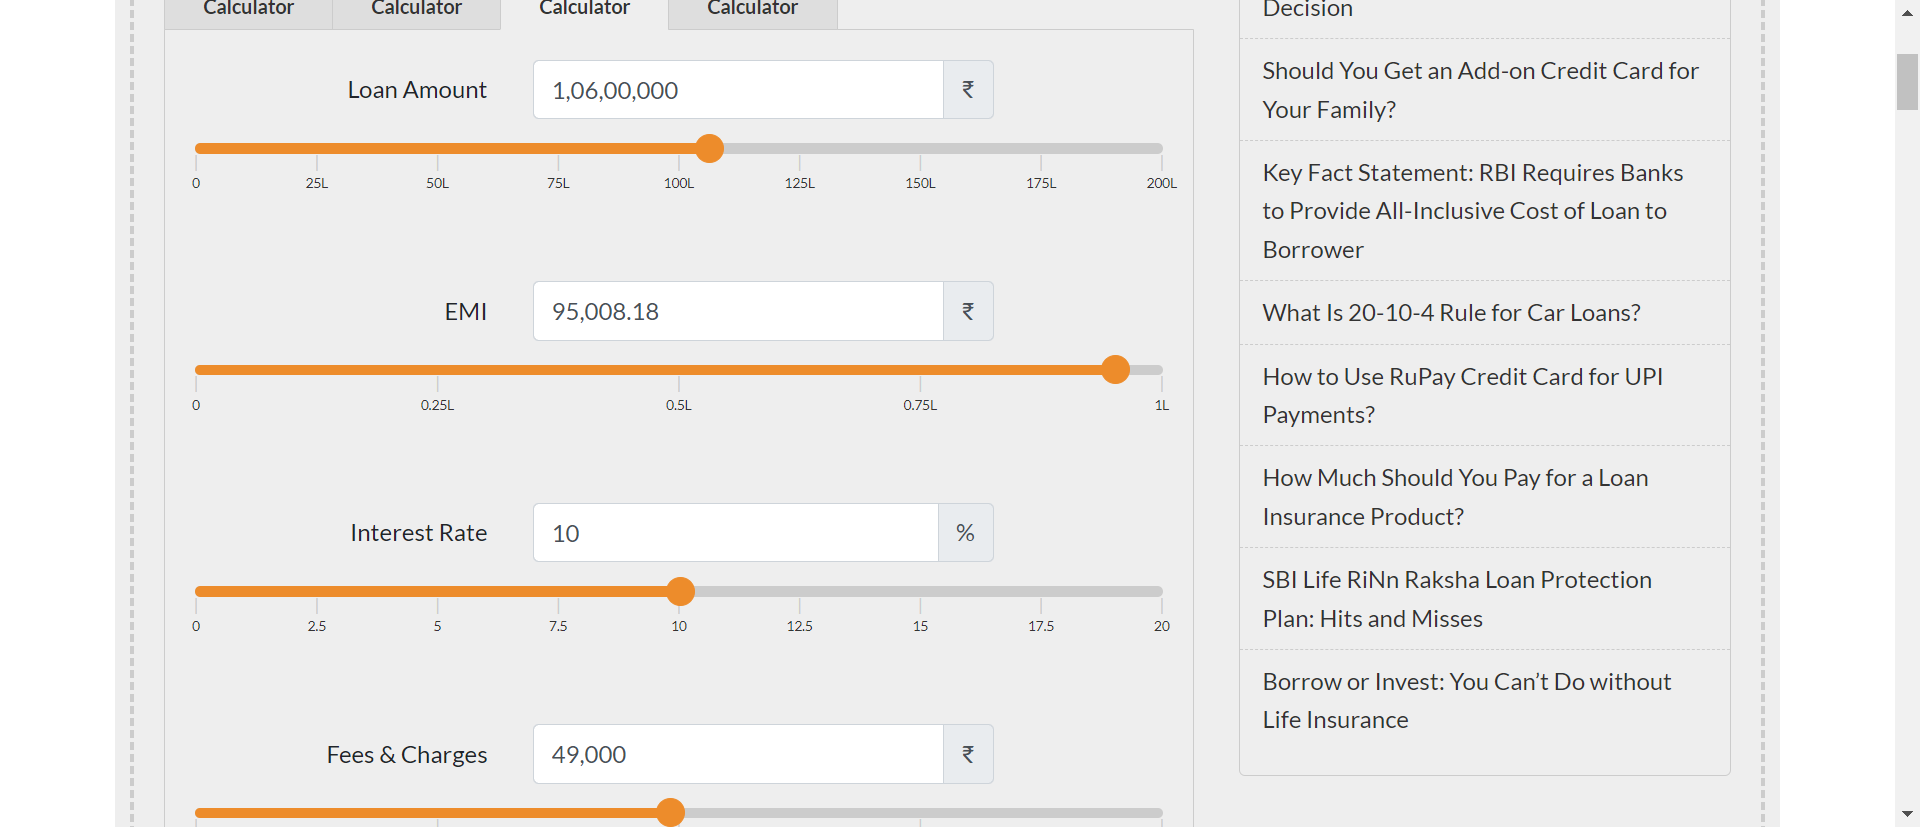 Calculator Calculator Calculator Calculator
Loan Amount 1,06,00,000 ₹
0 25L 50L 75L 100L 125L 150L 175L 200L
EMI 95,008.18 ₹
0 0.25L 0.5L 0.75L 1L
Interest Rate 10 %
0 2.5 5 7.5 10 12.5 15 17.5 20
Fees & Charges 49,000 ₹
Decision
Should You Get an Add-on Credit Card for
Your Family?
Key Fact Statement: RBI Requires Banks
to Provide All-Inclusive Cost of Loan to
Borrower
What Is 20-10-4 Rule for Car Loans?
How to Use RuPay Credit Card for UPI
Payments?
How Much Should You Pay for a Loan
Insurance Product?
SBI Life RiNn Raksha Loan Protection
Plan: Hits and Misses
Borrow or Invest: You Can’t Do without
Life Insurance